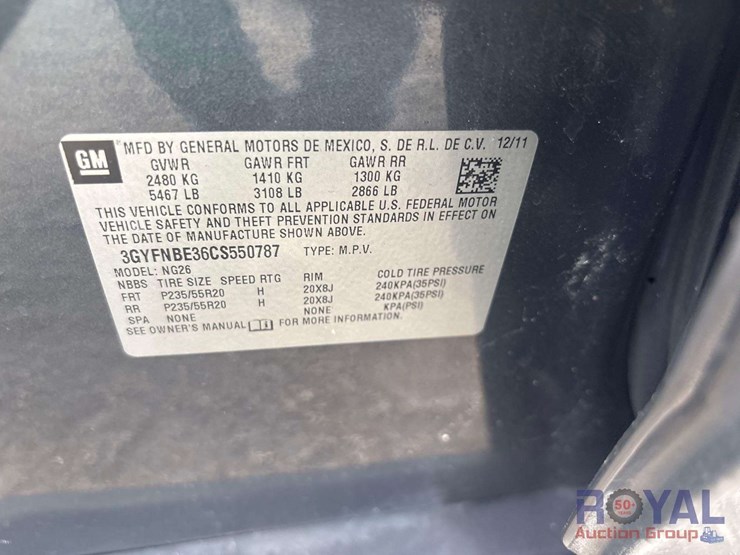 GM
MFD BY GENERAL MOTORS DE MEXICO, S. DE R.L. DE C.V. 12/11
GVWR GAWR FRT GAWR RR
2480 KG 1410 KG 1300 KG
5467 LB 3108 LB 2866 LB
THIS VEHICLE CONFORMS TO ALL APPLICABLE U.S. FEDERAL MOTOR
VEHICLE SAFETY AND THEFT PREVENTION STANDARDS IN EFFECT ON
THE DATE OF MANUFACTURE SHOWN ABOVE.
3GYFNBE36CS550787 TYPE: M.P.V.
MODEL: NG26
NBBS TIRE SIZE SPEED RTG RIM COLD TIRE PRESSURE
FRT P235/55R20 H 20X8J 240KPA(35PSI)
RR P235/55R20 H 20X8J 240KPA(35PSI)
SPA NONE NONE KPA(PSI)
SEE OWNER'S MANUAL FOR MORE INFORMATION.
ROYAL
50+
Auction Group